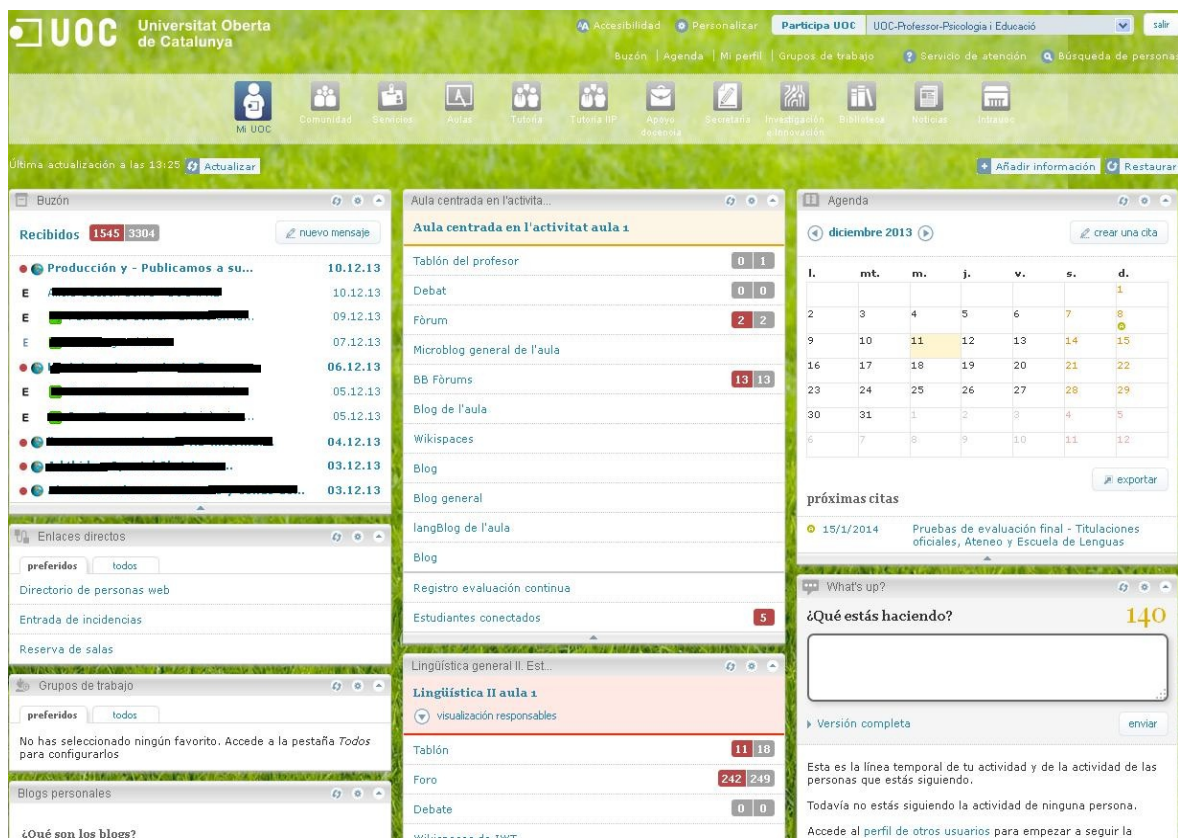 UOC
Universitat Oberta
de Catalunya
Accesibilidad
Personalizar
Participa UOC
UOC-Professor-Psicologia i Educació
salir
Buzón | Agenda | Mi perfil | Grupos de trabajo
Servicio de atención
Búsqueda de personas
Mi UOC
Comunidad
Servicios
Aulas
Tutoría
Tutoría IIP
Apoyo
docencia
Secretaría
Investigación
e innovación
Biblioteca
Noticias
Intrauoc
Última actualización a las 13:25
Actualizar
Añadir información
Restaurar
Buzón
Recibidos 1545 3304
nuevo mensaje
Producción y - Publicamos a su... 10.12.13
E 10.12.13
E 09.12.13
E 07.12.13
06.12.13
E 05.12.13
E 05.12.13
04.12.13
03.12.13
03.12.13
Enlaces directos
preferidos todos
Directorio de personas web
Entrada de incidencias
Reserva de salas
Grupos de trabajo
preferidos todos
No has seleccionado ningún favorito. Accede a la pestaña Todos
para configurarlos
Blogs personales
¿Qué son los blogs?
Aula centrada en l'activita...
Aula centrada en l'activitat aula 1
Tablón del profesor 0 1
Debat 0 0
Fòrum 2 2
Microblog general de l'aula
BB Fòrums 13 13
Blog de l'aula
Wikispaces
Blog
Blog general
langBlog de l'aula
Blog
Registro evaluación continua
Estudiantes conectados 5
Lingüística general II. Est...
Lingüística II aula 1
visualización responsables
Tablón 11 18
Foro 242 249
Debate 0 0
Wikispaces de IWT
Agenda
diciembre 2013
crear una cita
l. mt. m. j. v. s. d.
1
2 3 4 5 6 7 8
9 10 11 12 13 14 15
16 17 18 19 20 21 22
23 24 25 26 27 28 29
30 31 1 2 3 4 5
6 7 8 9 10 11 12
exportar
próximas citas
15/1/2014 Pruebas de evaluación final - Titulaciones
oficiales, Ateneo y Escuela de Lenguas
What's up?
¿Qué estás haciendo? 140
Versión completa
enviar
Esta es la línea temporal de tu actividad y de la actividad de las
personas que estás siguiendo.
Todavía no estás siguiendo la actividad de ninguna persona.
Accede al perfil de otros usuarios para empezar a seguir la